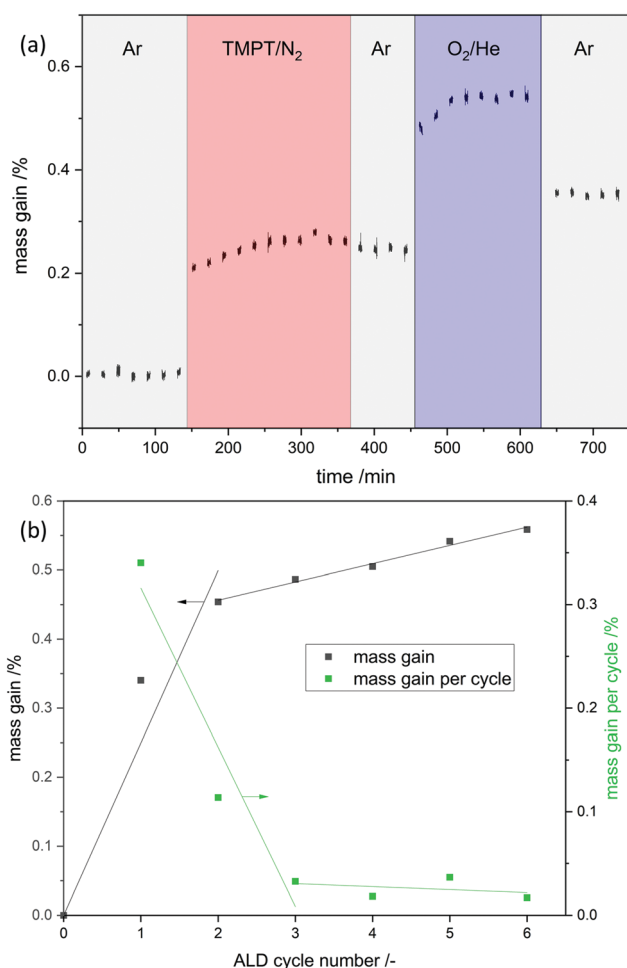 (a)
Ar TMPT/N₂ Ar O₂/He Ar
mass gain /%
0.6
0.4
0.2
0.0
0 100 200 300 400 500 600 700
time /min
(b)
mass gain /%
0.6
0.5
0.4
0.3
0.2
0.1
0.0
mass gain
mass gain per cycle
0.4
0.3
0.2
0.1
0.0
mass gain per cycle /%
0 1 2 3 4 5 6
ALD cycle number /-